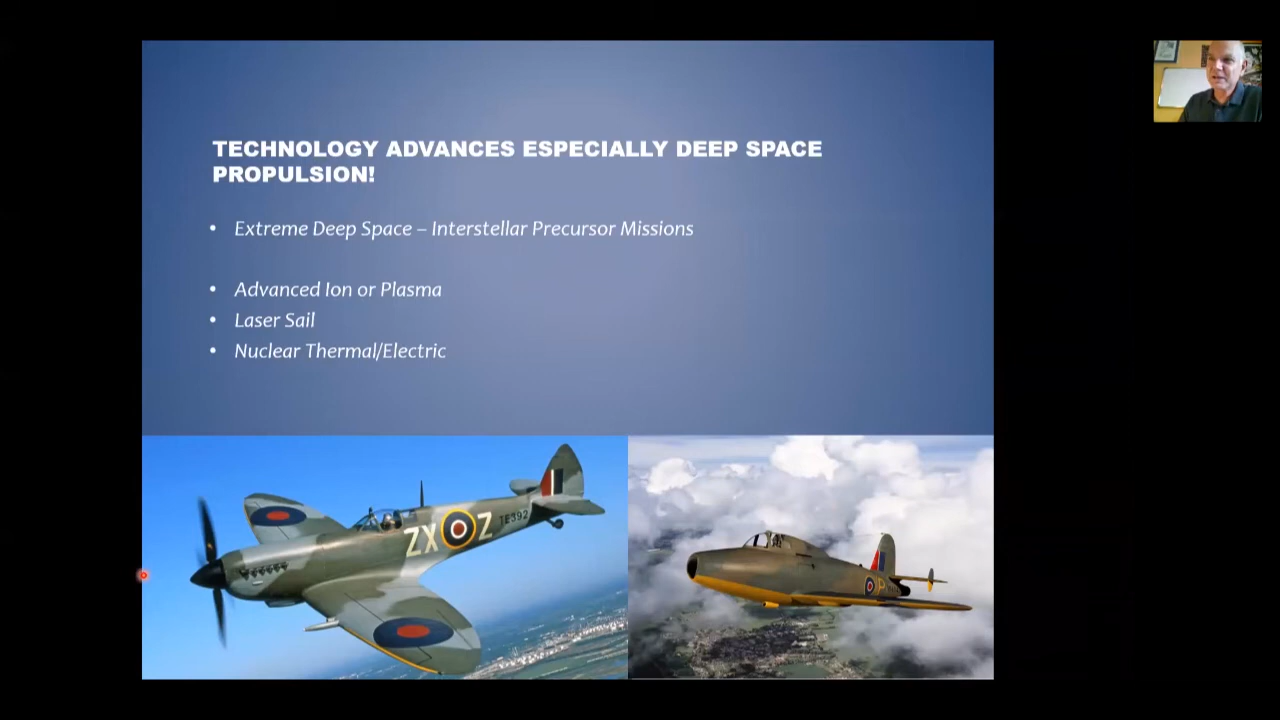 TECHNOLOGY ADVANCES ESPECIALLY DEEP SPACE
PROPULSION!
• Extreme Deep Space – Interstellar Precursor Missions
• Advanced Ion or Plasma
• Laser Sail
• Nuclear Thermal/Electric
ZX Z TE392
P